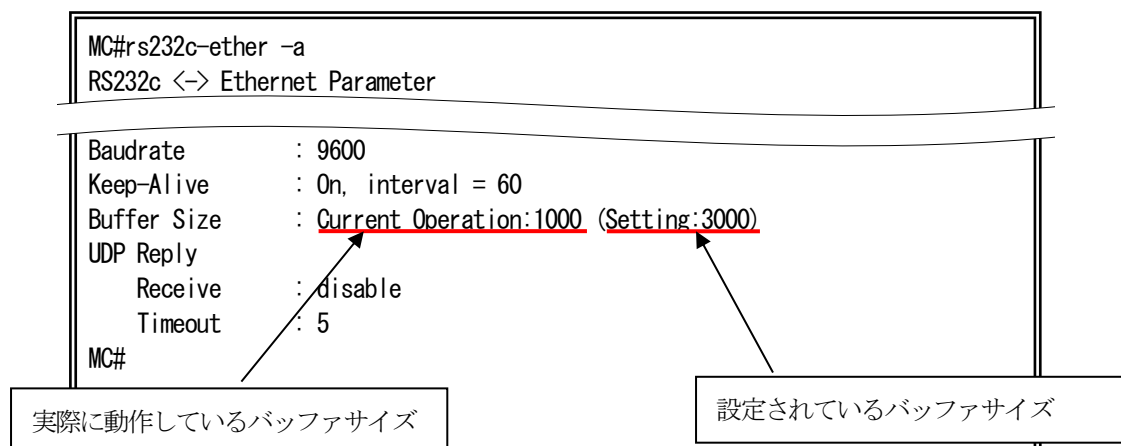 MC#rs232c-ether -a
RS232c <-> Ethernet Parameter
Baudrate : 9600
Keep-Alive : On, interval = 60
Buffer Size : Current Operation:1000 (Setting:3000)
UDP Reply
Receive : disable
Timeout : 5
MC#
実際に動作しているバッファサイズ
設定されているバッファサイズ